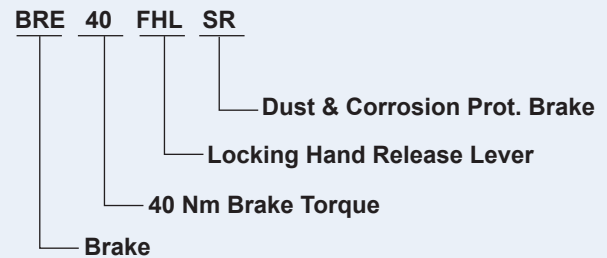 BRE 40 FHL SR
Dust & Corrosion Prot. Brake
Locking Hand Release Lever
40 Nm Brake Torque
Brake